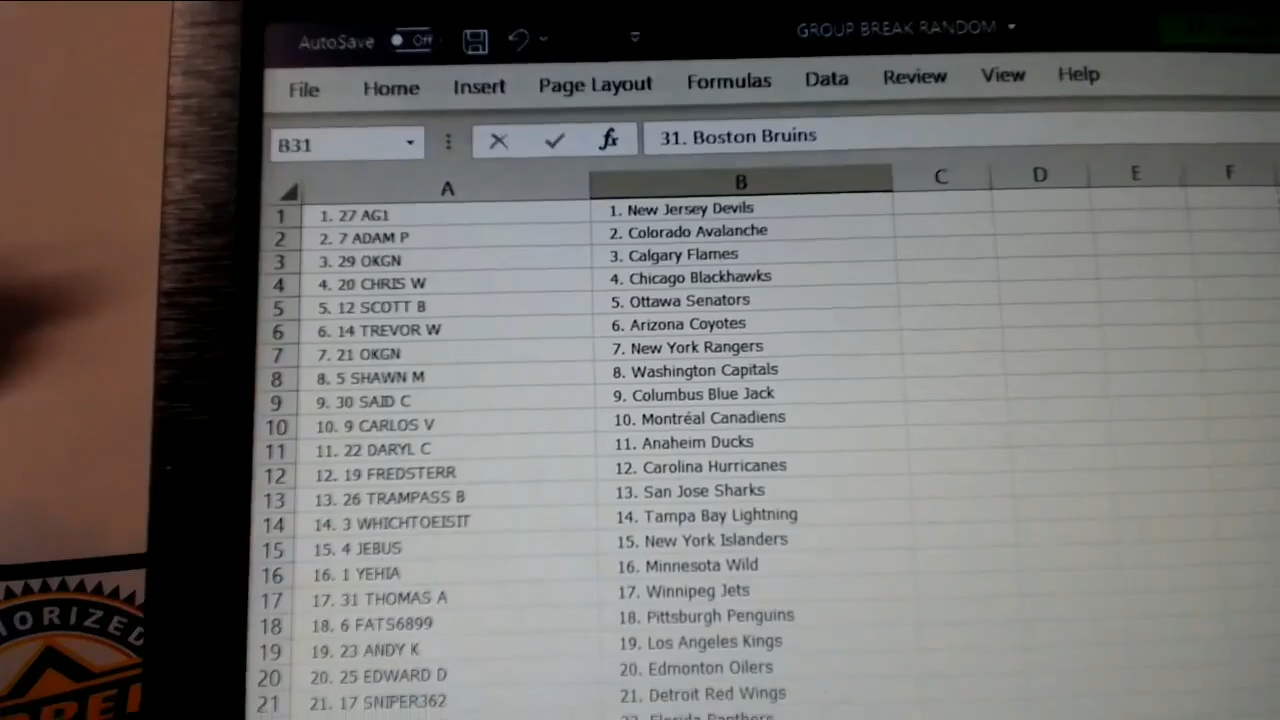 AutoSave Off GROUP BREAK RANDOM
File Home Insert Page Layout Formulas Data Review View Help
B31 fx 31. Boston Bruins
A B C D E F
1 1. 27 AG1 1. New Jersey Devils
2 2. 7 ADAM P 2. Colorado Avalanche
3 3. 29 OKGN 3. Calgary Flames
4 4. 20 CHRIS W 4. Chicago Blackhawks
5 5. 12 SCOTT B 5. Ottawa Senators
6 6. 14 TREVOR W 6. Arizona Coyotes
7 7. 21 OKGN 7. New York Rangers
8 8. 5 SHAWN M 8. Washington Capitals
9 9. 30 SAID C 9. Columbus Blue Jack
10 10. 9 CARLOS V 10. Montréal Canadiens
11 11. 22 DARYL C 11. Anaheim Ducks
12 12. 19 FREDSTERR 12. Carolina Hurricanes
13 13. 26 TRAMPASS B 13. San Jose Sharks
14 14. 3 WHICHTOEISIT 14. Tampa Bay Lightning
15 15. 4 JEBUS 15. New York Islanders
16 16. 1 YEHIA 16. Minnesota Wild
17 17. 31 THOMAS A 17. Winnipeg Jets
18 18. 6 FATS6899 18. Pittsburgh Penguins
19 19. 23 ANDY K 19. Los Angeles Kings
20 20. 25 EDWARD D 20. Edmonton Oilers
21 21. 17 SNIPER362 21. Detroit Red Wings
22. Florida Panthers
ORIZED